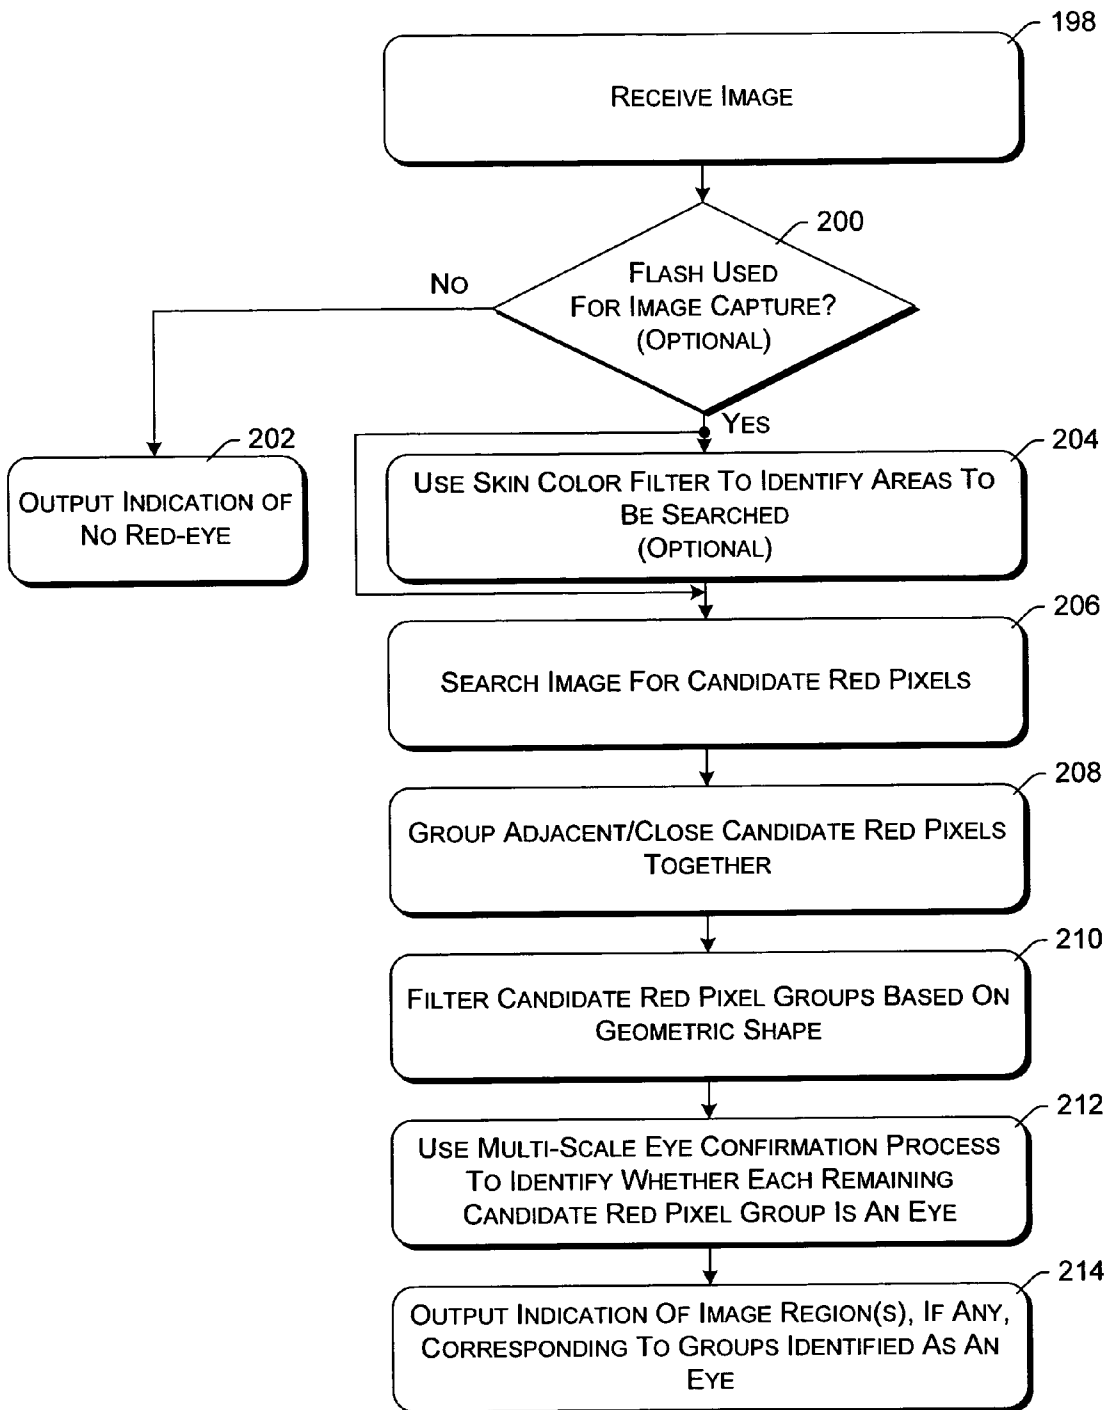 198
RECEIVE IMAGE
200
FLASH USED
FOR IMAGE CAPTURE?
(OPTIONAL)
NO
YES
202
OUTPUT INDICATION OF
NO RED-EYE
204
USE SKIN COLOR FILTER TO IDENTIFY AREAS TO
BE SEARCHED
(OPTIONAL)
206
SEARCH IMAGE FOR CANDIDATE RED PIXELS
208
GROUP ADJACENT/CLOSE CANDIDATE RED PIXELS
TOGETHER
210
FILTER CANDIDATE RED PIXEL GROUPS BASED ON
GEOMETRIC SHAPE
212
USE MULTI-SCALE EYE CONFIRMATION PROCESS
TO IDENTIFY WHETHER EACH REMAINING
CANDIDATE RED PIXEL GROUP IS AN EYE
214
OUTPUT INDICATION OF IMAGE REGION(S), IF ANY,
CORRESPONDING TO GROUPS IDENTIFIED AS AN
EYE